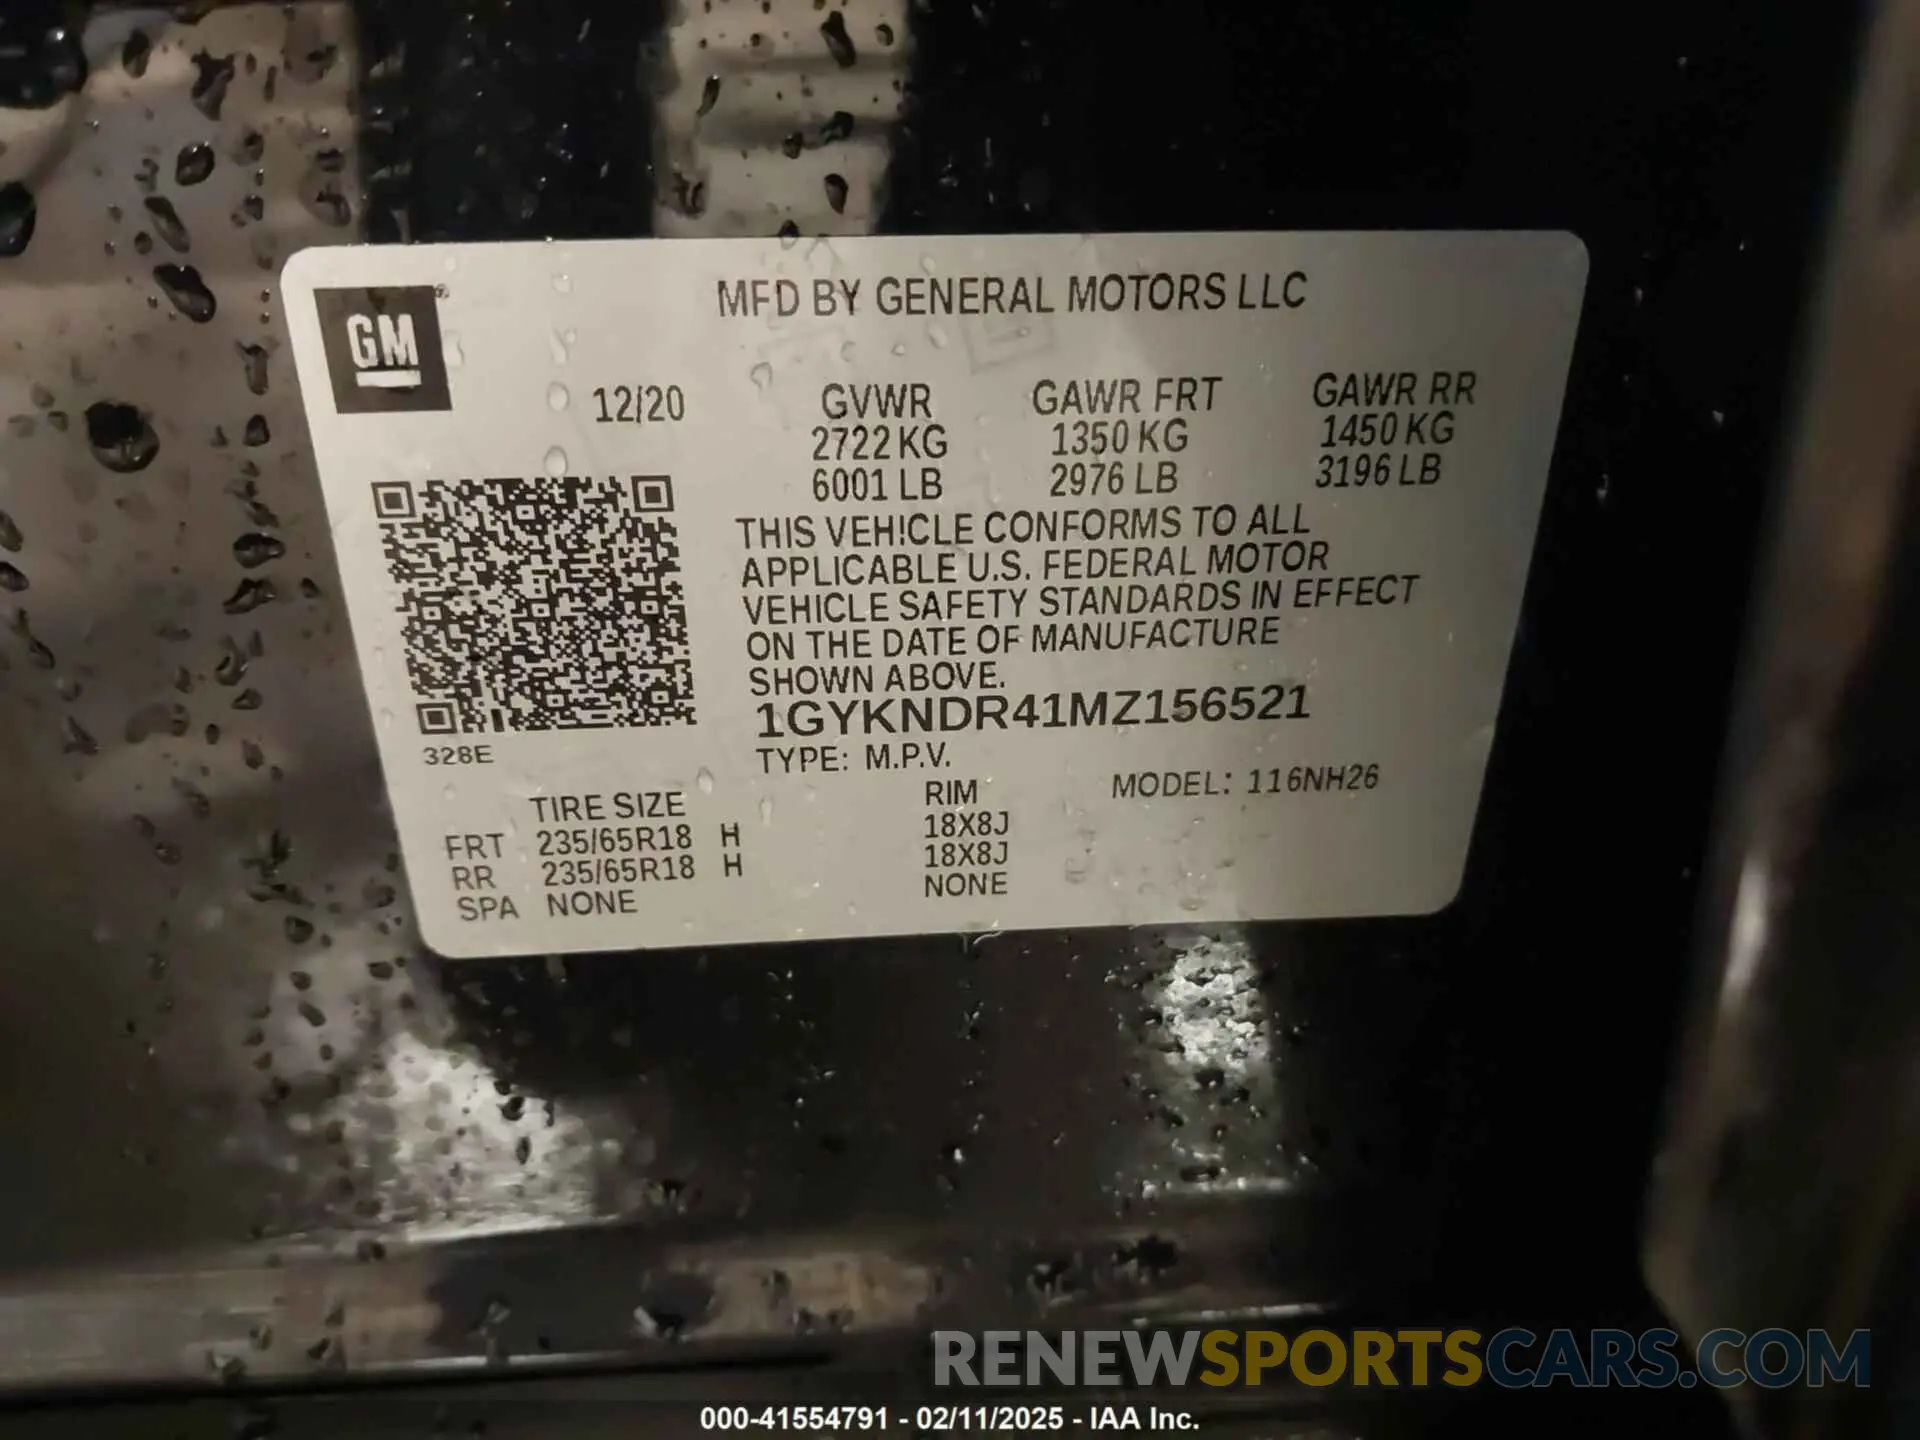 MFD BY GENERAL MOTORS LLC
GM
12/20 GVWR GAWR FRT GAWR RR
2722 KG 1350 KG 1450 KG
6001 LB 2976 LB 3196 LB
THIS VEHICLE CONFORMS TO ALL
APPLICABLE U.S. FEDERAL MOTOR
VEHICLE SAFETY STANDARDS IN EFFECT
ON THE DATE OF MANUFACTURE
SHOWN ABOVE.
1GYKNDR41MZ156521
328E
TYPE: M.P.V.
MODEL: 116NH26
TIRE SIZE RIM
FRT 235/65R18 H 18X8J
RR 235/65R18 H 18X8J
SPA NONE NONE
RENEWSPORTSCARS.COM
000-41554791 - 02/11/2025 - IAA Inc.